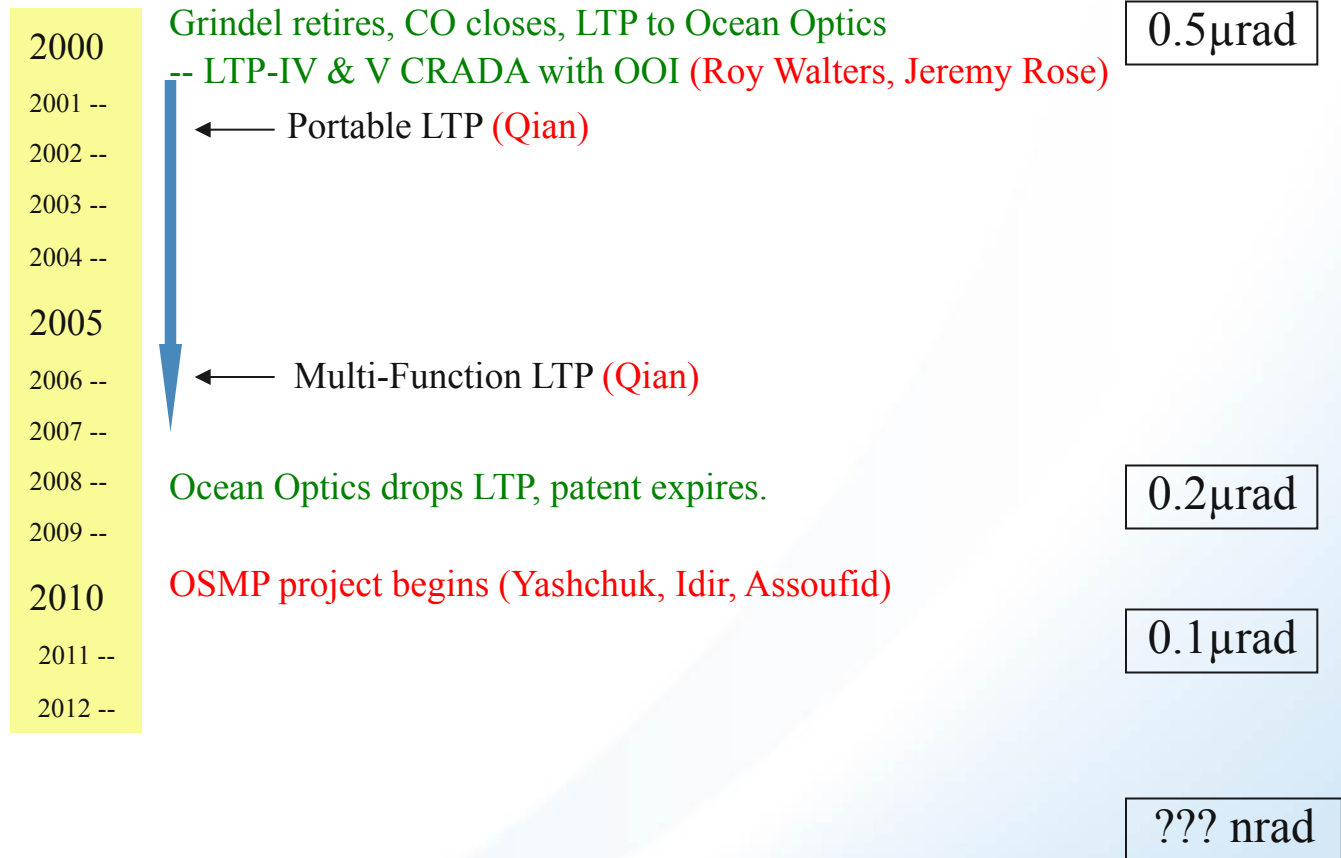 Grindel retires, CO closes, LTP to Ocean Optics
0.5µrad
2000
-- LTP-IV & V CRADA with OOI (Roy Walters, Jeremy Rose)
2001 --
Portable LTP (Qian)
2002 --
2003 --
2004 --
2005
2006 --
Multi-Function LTP (Qian)
2007 --
2008 --
Ocean Optics drops LTP, patent expires.
0.2µrad
2009 --
2010
OSMP project begins (Yashchuk, Idir, Assoufid)
0.1µrad
2011 --
2012 --
??? nrad